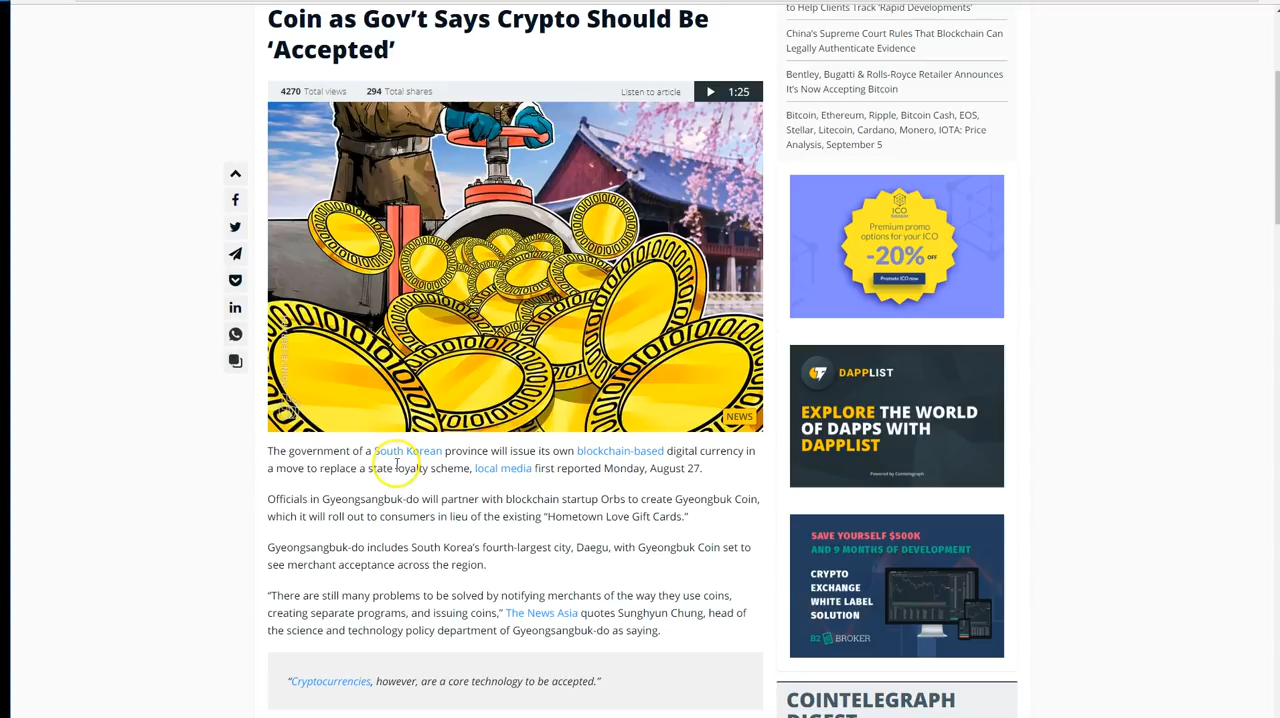 Coin as Gov’t Says Crypto Should Be
‘Accepted’
4270 Total views
294 Total shares
Listen to article
1:25
NEWS
The government of a South Korean province will issue its own blockchain-based digital currency in
a move to replace a state loyalty scheme, local media first reported Monday, August 27.
Officials in Gyeongsangbuk-do will partner with blockchain startup Orbs to create Gyeongbuk Coin,
which it will roll out to consumers in lieu of the existing “Hometown Love Gift Cards.”
Gyeongsangbuk-do includes South Korea’s fourth-largest city, Daegu, with Gyeongbuk Coin set to
see merchant acceptance across the region.
“There are still many problems to be solved by notifying merchants of the way they use coins,
creating separate programs, and issuing coins,” The News Asia quotes Sunghyun Chung, head of
the science and technology policy department of Gyeongsangbuk-do as saying.
“Cryptocurrencies, however, are a core technology to be accepted.”
to Help Clients Track ‘Rapid Developments’
China’s Supreme Court Rules That Blockchain Can
Legally Authenticate Evidence
Bentley, Bugatti & Rolls-Royce Retailer Announces
It’s Now Accepting Bitcoin
Bitcoin, Ethereum, Ripple, Bitcoin Cash, EOS,
Stellar, Litecoin, Cardano, Monero, IOTA: Price
Analysis, September 5
ICO
Premium promo
options for your ICO
-20% OFF
Promote ICO now
DAPPLIST
EXPLORE THE WORLD
OF DAPPS WITH
DAPPLIST
Powered by Cointelegraph
SAVE YOURSELF $500K
AND 9 MONTHS OF DEVELOPMENT
CRYPTO
EXCHANGE
WHITE LABEL
SOLUTION
B2 BROKER
COINTELEGRAPH
DIGEST